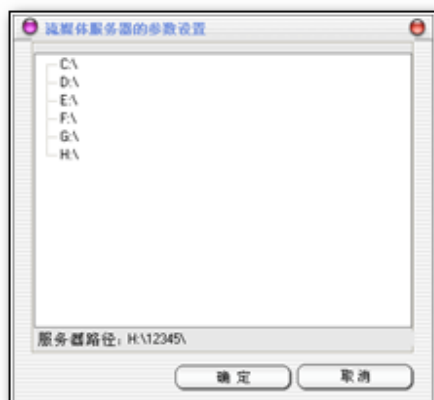 流媒体服务器的参数设置
C:\
D:\
E:\
F:\
G:\
H:\
服务器路径：H:\12345\
确 定
取 消